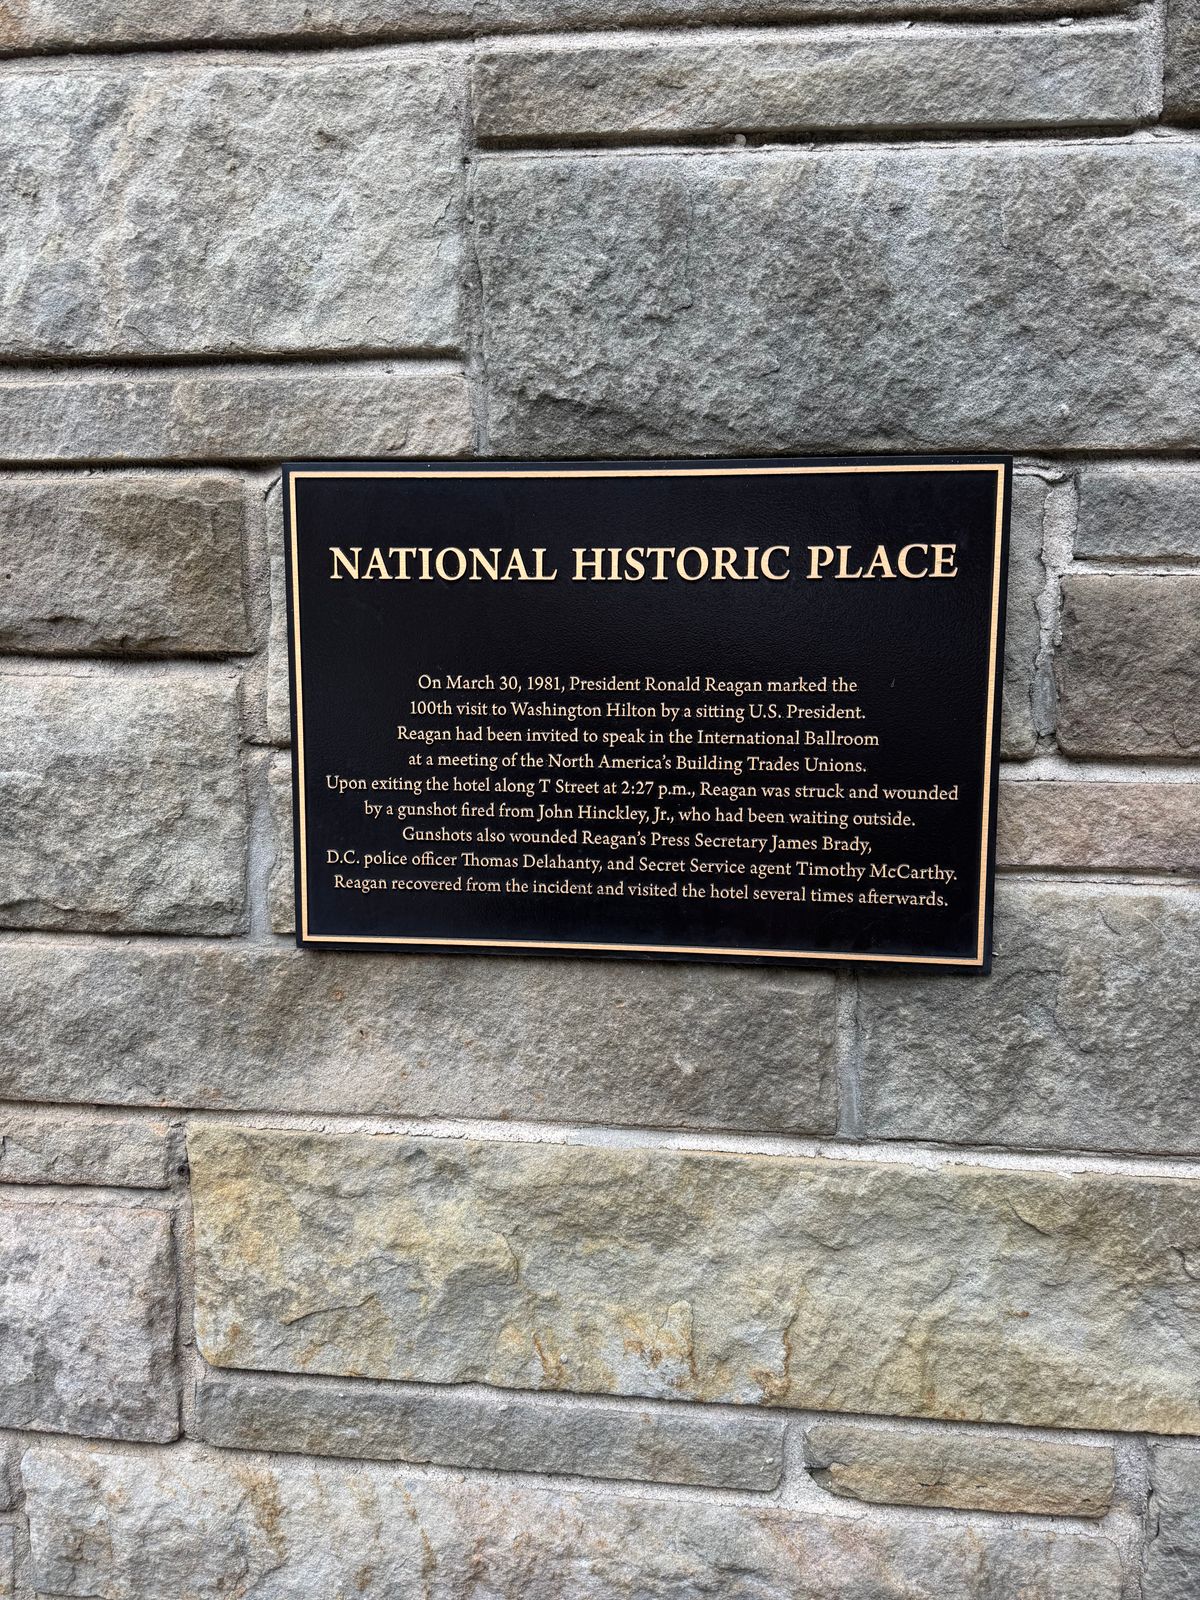 NATIONAL HISTORIC PLACE
On March 30, 1981, President Ronald Reagan marked the
100th visit to Washington Hilton by a sitting U.S. President.
Reagan had been invited to speak in the International Ballroom
at a meeting of the North America's Building Trades Unions.
Upon exiting the hotel along T Street at 2:27 p.m., Reagan was struck and wounded
by a gunshot fired from John Hinckley, Jr., who had been waiting outside.
Gunshots also wounded Reagan's Press Secretary James Brady,
D.C. police officer Thomas Delahanty, and Secret Service agent Timothy McCarthy.
Reagan recovered from the incident and visited the hotel several times afterwards.